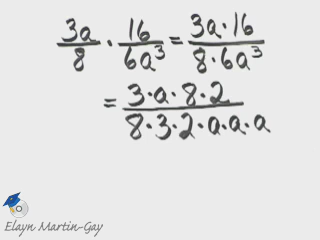 3a/8 · 16/6a³ = 3a·16/8·6a³
= 3·a·8·2/8·3·2·a·a·a
Elayn Martin-Gay